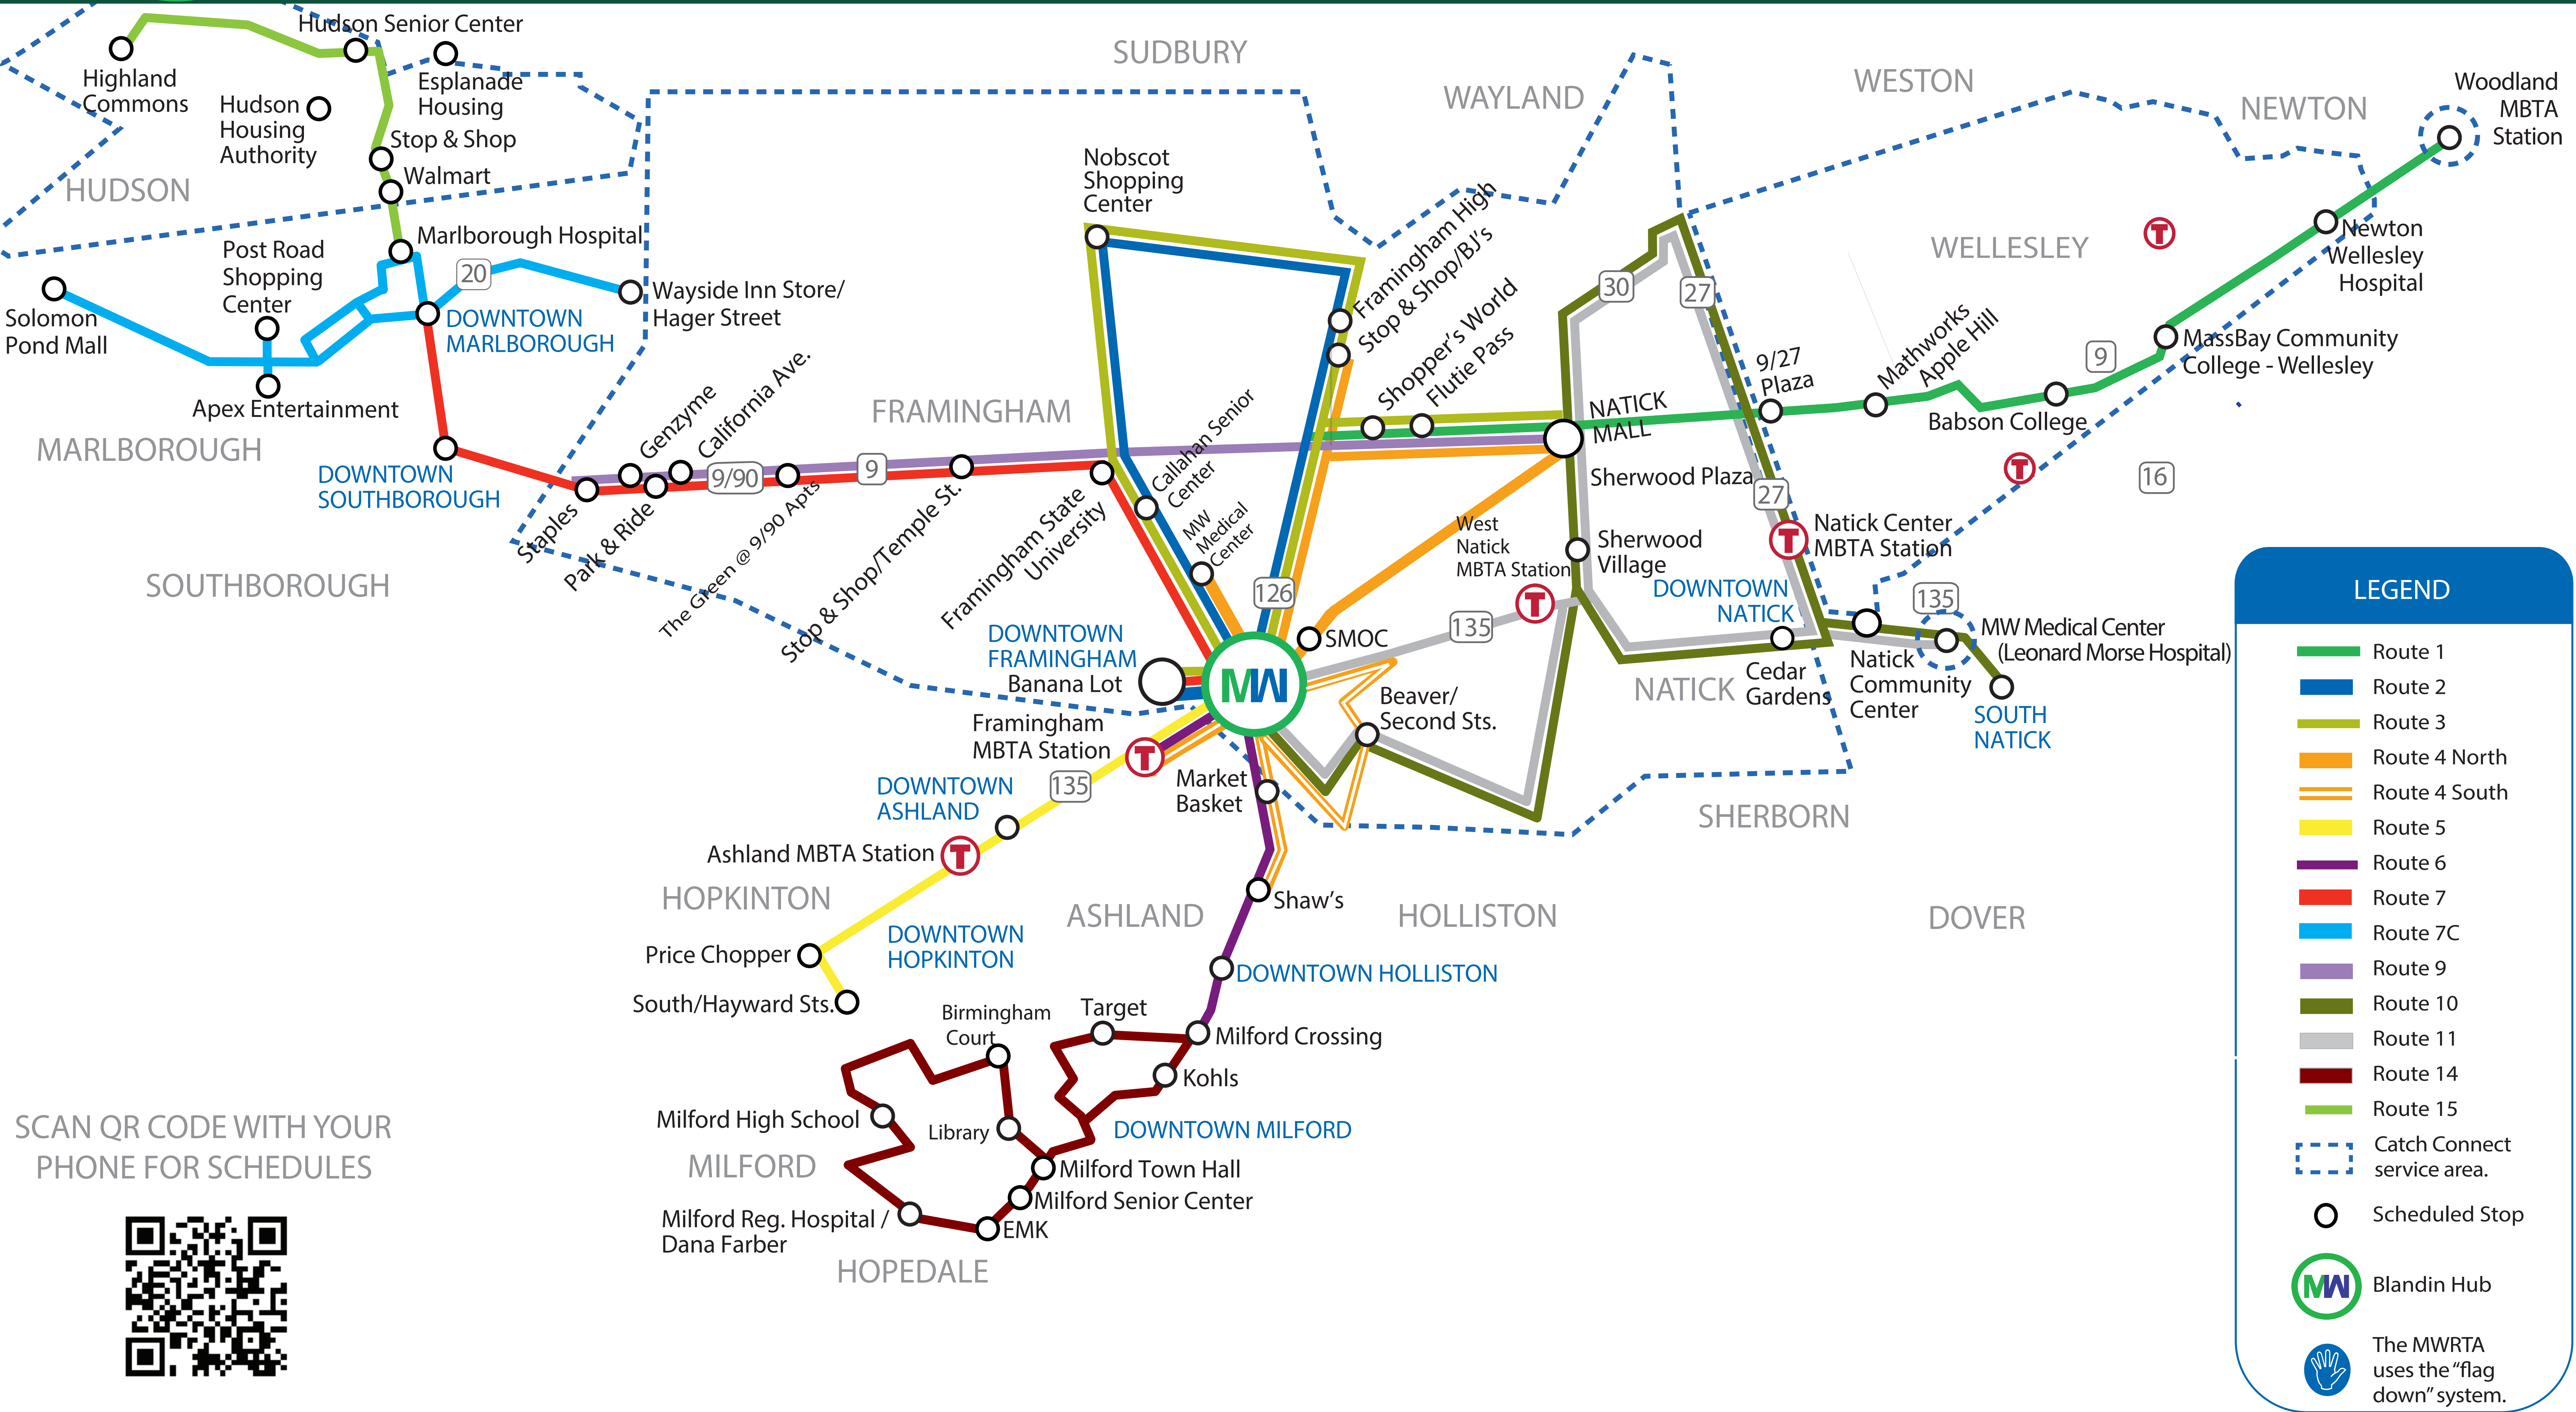 Hudson Senior Center
Highland
Commons
Esplanade
Housing
Hudson
Housing
Authority
Stop & Shop
Walmart
HUDSON
Post Road
Shopping
Center
Marlborough Hospital
20
Solomon
Pond Mall
Wayside Inn Store/
Hager Street
DOWNTOWN
MARLBOROUGH
Apex Entertainment
MARLBOROUGH
DOWNTOWN
SOUTHBOROUGH
SOUTHBOROUGH
Staples
Genzyme
Park & Ride
California Ave.
9/90
The Green @ 9/90 Apts
9
Stop & Shop/Temple St.
Framingham State
University
FRAMINGHAM
SUDBURY
Nobscot
Shopping
Center
Callahan Senior
Center
MW
Medical
Center
126
WAYLAND
Framingham High
Stop & Shop/BJ's
Shopper's World
Flutie Pass
30
27
NATICK
MALL
Sherwood Plaza
27
9/27
Plaza
WESTON
NEWTON
Woodland
MBTA
Station
WELLESLEY
T
Newton
Wellesley
Hospital
Mathworks
Apple Hill
9
MassBay Community
College - Wellesley
Babson College
T
16
West
Natick
MBTA Station
T
Sherwood
Village
T
Natick Center
MBTA Station
DOWNTOWN
NATICK
135
135
SMOC
DOWNTOWN
FRAMINGHAM
Banana Lot
MW
Framingham
MBTA Station
T
Beaver/
Second Sts.
NATICK
Cedar
Gardens
Natick
Community
Center
MW Medical Center
(Leonard Morse Hospital)
SOUTH
NATICK
Market
Basket
DOWNTOWN
ASHLAND
135
Ashland MBTA Station
T
SHERBORN
HOPKINTON
Shaw's
ASHLAND
HOLLISTON
DOVER
Price Chopper
DOWNTOWN
HOPKINTON
DOWNTOWN HOLLISTON
South/Hayward Sts.
Birmingham
Court
Target
Milford Crossing
Kohls
Milford High School
Library
DOWNTOWN MILFORD
MILFORD
Milford Town Hall
Milford Senior Center
Milford Reg. Hospital /
Dana Farber
EMK
HOPEDALE
SCAN QR CODE WITH YOUR
PHONE FOR SCHEDULES
LEGEND
Route 1
Route 2
Route 3
Route 4 North
Route 4 South
Route 5
Route 6
Route 7
Route 7C
Route 9
Route 10
Route 11
Route 14
Route 15
Catch Connect
service area.
Scheduled Stop
MW
Blandin Hub
The MWRTA
uses the "flag
down" system.